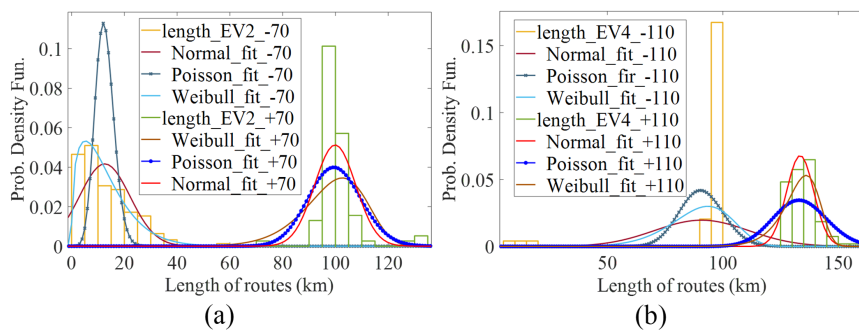 0.1
0.08
0.06
0.04
0.02
0
Prob. Density Fun.
length_EV2_-70
Normal_fit_-70
Poisson_fit_-70
Weibull_fit_-70
length_EV2_+70
Weibull_fit_+70
Poisson_fit_+70
Normal_fit_+70
0 20 40 60 80 100 120
Length of routes (km)
(a)
0.15
0.1
0.05
0
Prob. Density Fun.
length_EV4_-110
Normal_fit_-110
Poisson_fir_-110
Weibull_fit_-110
length_EV4_+110
Normal_fit_+110
Poisson_fit_+110
Weibull_fit_+110
50 100 150
Length of routes (km)
(b)